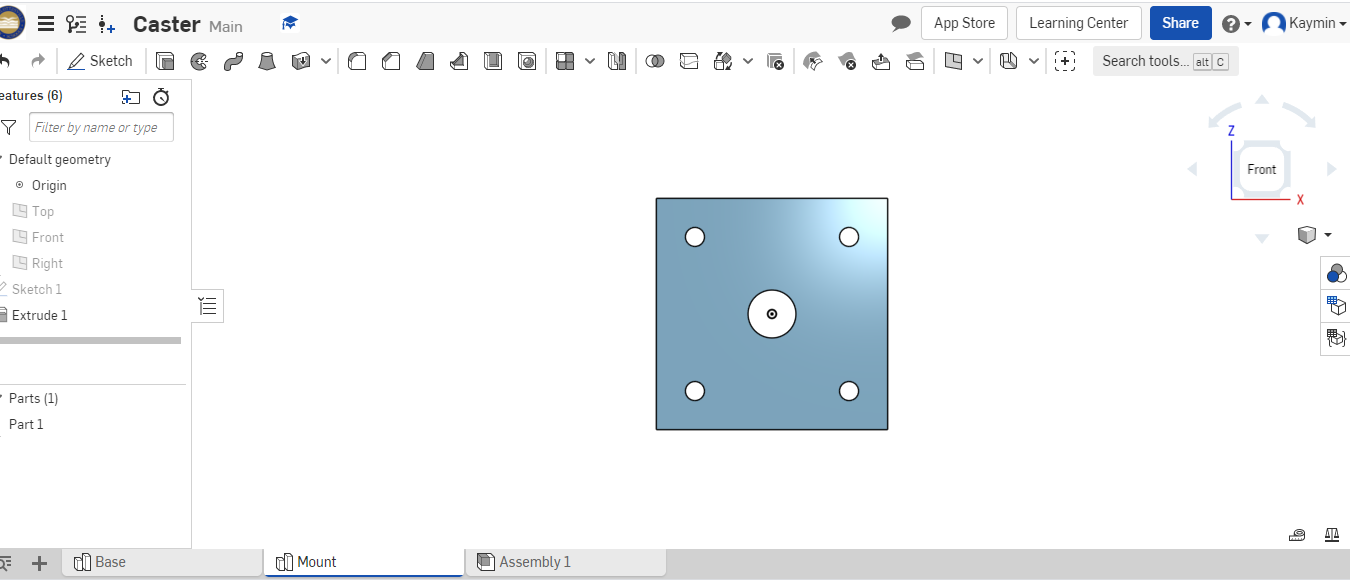 Caster Main
App Store
Learning Center
Share
Kaymin
Sketch
Search tools... alt C
eatures (6)
Filter by name or type
Default geometry
Origin
Top
Front
Right
Sketch 1
Extrude 1
Parts (1)
Part 1
Z
Front
X
Base
Mount
Assembly 1